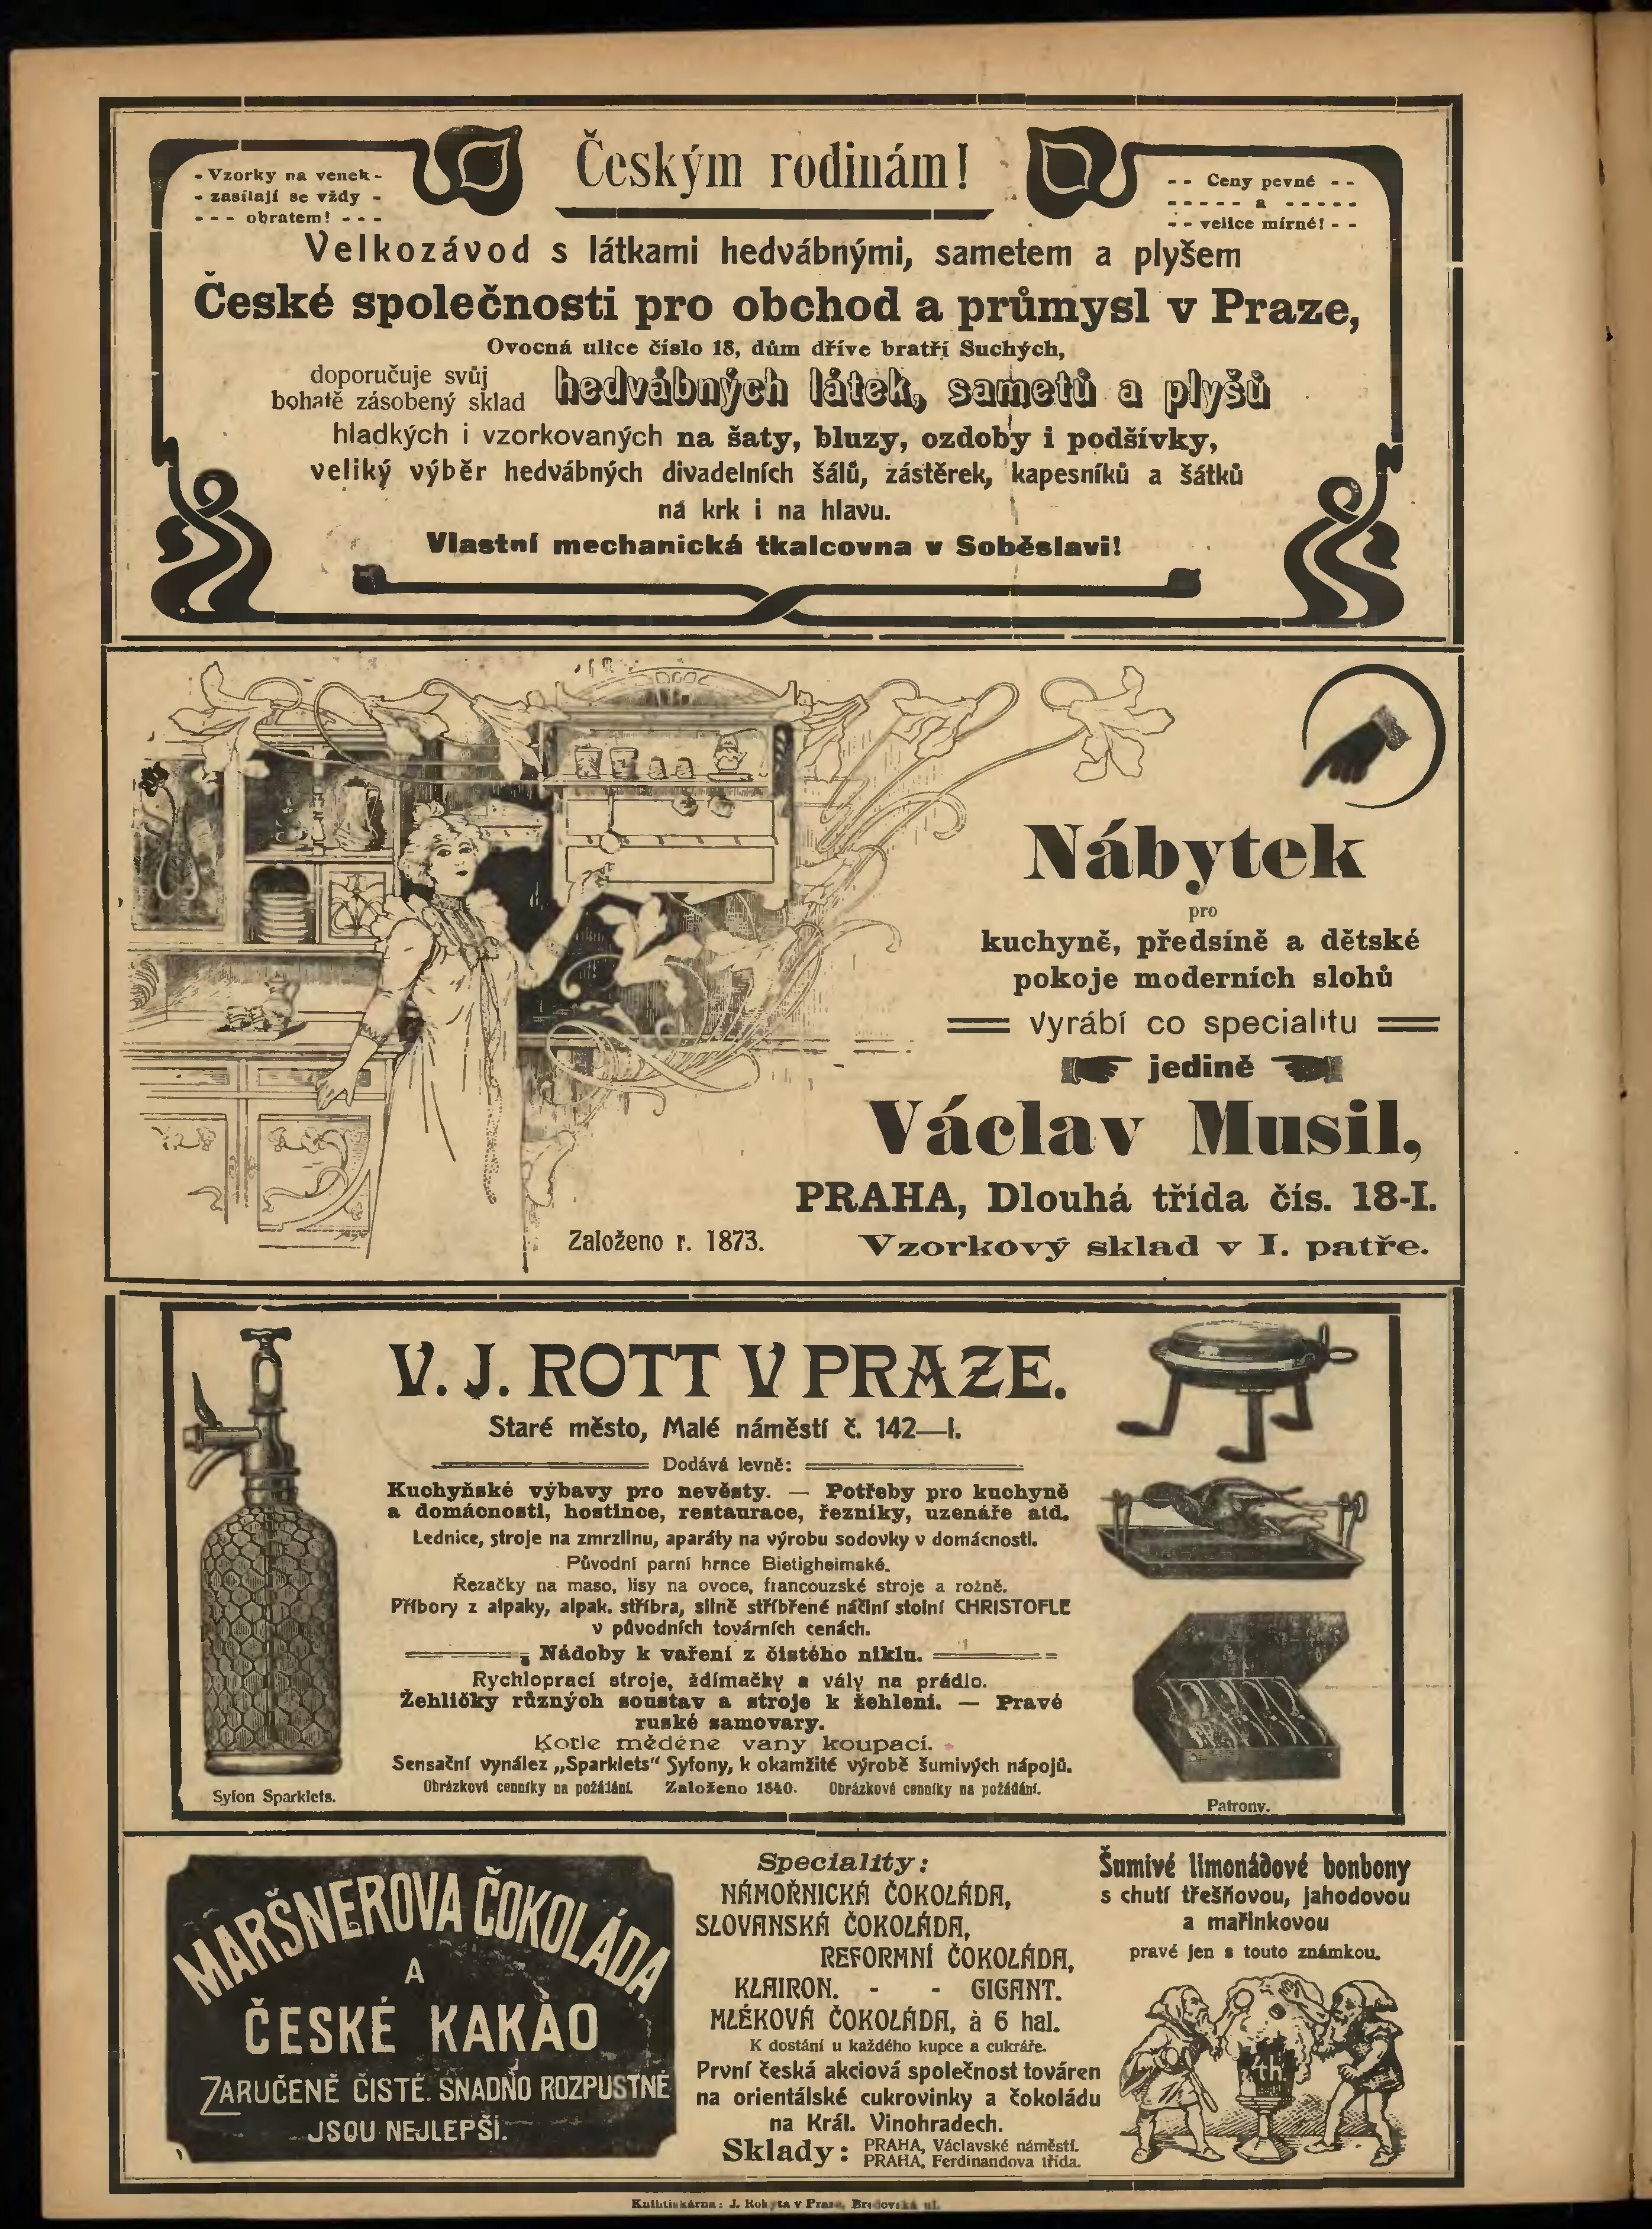 - Vzorky na venek -
- zasílají se vždy -
- - - obratem! - - -
Českým rodinám!
- - Ceny pevné - -
- - - - - a - - - - -
- - velice mírné! - -
Velkozávod s látkami hedvábnými, sametem a plyšem
České společnosti pro obchod a průmysl v Praze,
Ovocná ulice číslo 18, dům dříve bratří Suchých,
doporučuje svůj
bohatě zásobený sklad
hedvábných látek, sametů a plyšů
hladkých i vzorkovaných na šaty, bluzy, ozdoby i podšívky,
veliký výběr hedvábných divadelních šálů, zástěrek, kapesníků a šátků
na krk i na hlavu.
Vlastní mechanická tkalcovna v Soběslavi!
Nábytek
pro
kuchyně, předsíně a dětské
pokoje moderních slohů
Vyrábí co specialitu
jedině
Václav Musil,
PRAHA, Dlouhá třída čís. 18-I.
Založeno r. 1873.
Vzorkový sklad v I. patře.
V. J. ROTT V PRAZE.
Staré město, Malé náměstí č. 142—I.
Dodává levně:
Kuchyňské výbavy pro nevěsty. — Potřeby pro kuchyně
a domácnosti, hostince, restaurace, řezníky, uzenáře atd.
Lednice, stroje na zmrzlinu, aparáty na výrobu sodovky v domácnosti.
Původní parní hrnce Bietigheimské.
Řezačky na maso, lisy na ovoce, francouzské stroje a rožně.
Příbory z alpaky, alpak. stříbra, silně stříbřené náčiní stolní CHRISTOFLE
v původních továrních cenách.
Nádoby k vaření z čistého niklu.
Rychloprací stroje, ždímačky a vály na prádlo.
Žehličky různých soustav a stroje k žehlení. — Pravé
ruské samovary.
Kotle měděné vany koupací.
Sensační vynález „Sparklets" Syfony, k okamžité výrobě šumivých nápojů.
Obrázkové cenníky na požádání. Založeno 1840. Obrázkové cenníky na požádání.
Syfon Sparklets.
Patrony.
MARŠNEROVA ČOKOLÁDA
A
ČESKÉ KAKAO
ZARUČENĚ ČISTÉ. SNADNO ROZPUSTNÉ
JSOU NEJLEPŠÍ.
Speciality:
NÁMOŘNICKÁ ČOKOLÁDA,
SLOVANSKÁ ČOKOLÁDA,
REFORMNÍ ČOKOLÁDA,
KLAIRON. - - GIGANT.
MLÉKOVÁ ČOKOLÁDA, à 6 hal.
K dostání u každého kupce a cukráře.
První česká akciová společnost továren
na orientálské cukrovinky a čokoládu
na Král. Vinohradech.
Sklady: PRAHA, Václavské náměstí.
PRAHA, Ferdinandova třída.
Šumivé limonádové bonbony
s chutí třešňovou, jahodovou
a mařinkovou
pravé jen s touto známkou.
4h.
Knihtiskárna: J. Rokyta v Praze, Bredovská ul.